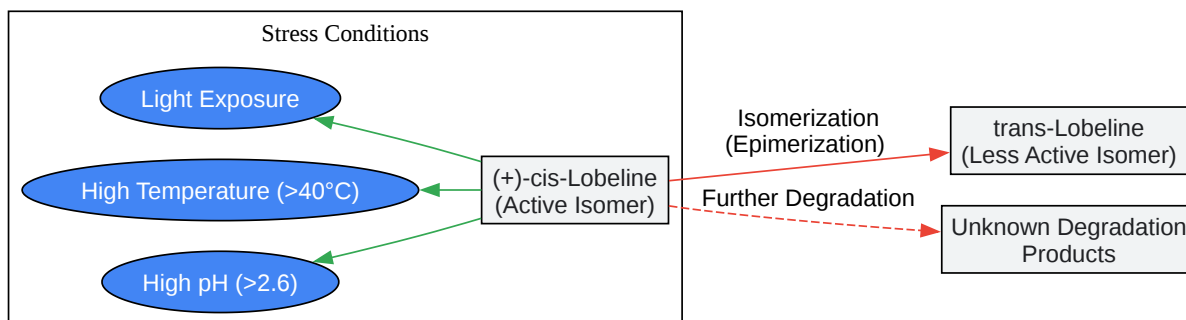 Stress Conditions
Light Exposure
High Temperature (>40°C)
High pH (>2.6)
(+)-cis-Lobeline
(Active Isomer)
Isomerization
(Epimerization)
Further Degradation
trans-Lobeline
(Less Active Isomer)
Unknown Degradation
Products